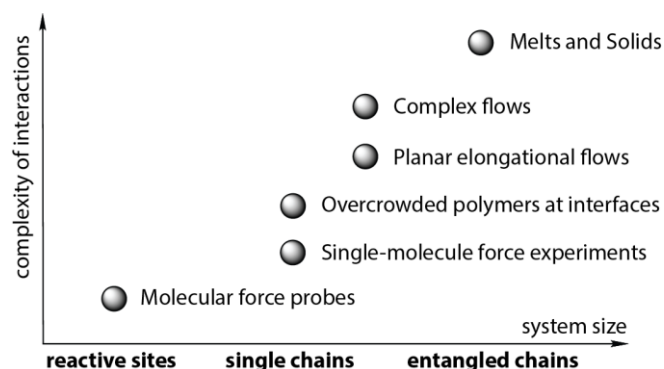 complexity of interactions
Melts and Solids
Complex flows
Planar elongational flows
Overcrowded polymers at interfaces
Single-molecule force experiments
Molecular force probes
system size
reactive sites
single chains
entangled chains